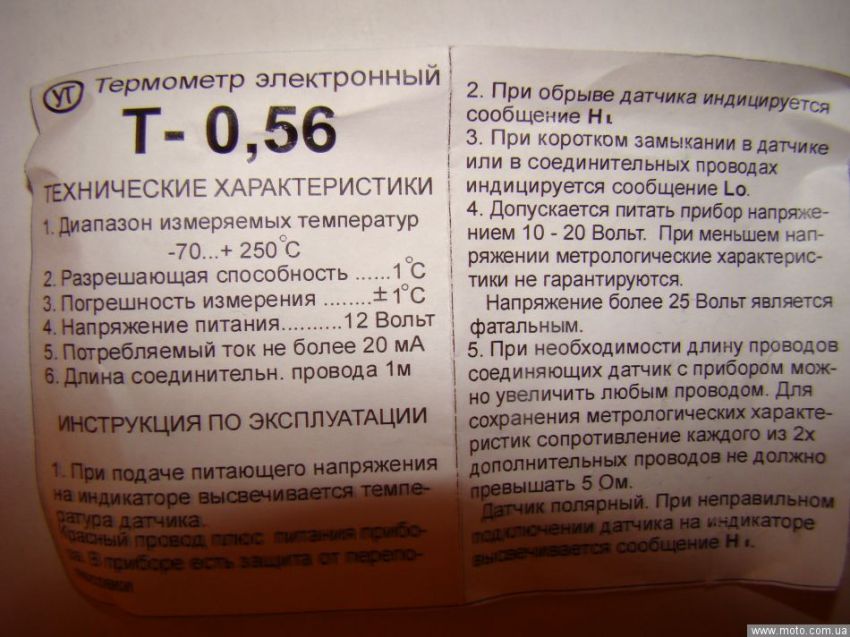 УТ Термометр электронный
Т- 0,56
ТЕХНИЧЕСКИЕ ХАРАКТЕРИСТИКИ
1. Диапазон измеряемых температур
-70...+ 250°С
2. Разрешающая способность ......1°С
3. Погрешность измерения ........±1°С
4. Напряжение питания..........12 Вольт
5. Потребляемый ток не более 20 мА
6. Длина соединительн. провода 1м
ИНСТРУКЦИЯ ПО ЭКСПЛУАТАЦИИ
1. При подаче питающего напряжения
на индикаторе высвечивается темпе-
ратура датчика.
Красный провод плюс питания прибо-
ра. В приборе есть защита от перепо-
люсовки
2. При обрыве датчика индицируется
сообщение Hi.
3. При коротком замыкании в датчике
или в соединительных проводах
индицируется сообщение Lo.
4. Допускается питать прибор напряже-
нием 10 - 20 Вольт. При меньшем нап-
ряжении метрологические характерис-
тики не гарантируются.
Напряжение более 25 Вольт является
фатальным.
5. При необходимости длину проводов
соединяющих датчик с прибором мож-
но увеличить любым проводом. Для
сохранения метрологических характе-
ристик сопротивление каждого из 2х
дополнительных проводов не должно
превышать 5 Ом.
Датчик полярный. При неправильном
подключении датчика на индикаторе
высвечивается сообщение Hi.
www.moto.com.ua